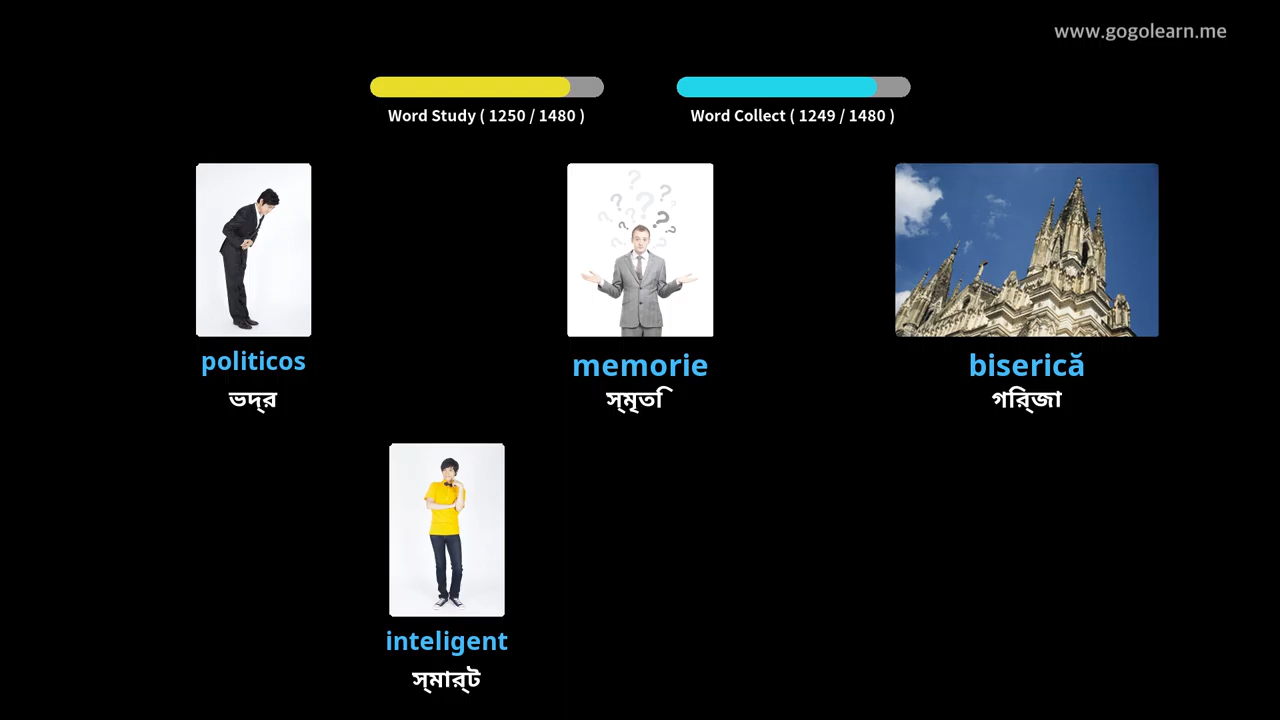 www.gogolearn.me
Word Study ( 1250 / 1480 )
Word Collect ( 1249 / 1480 )
politicos
memorie
biserică
ভদ্র
স্মৃতি
গির্জা
inteligent
স্মার্ট